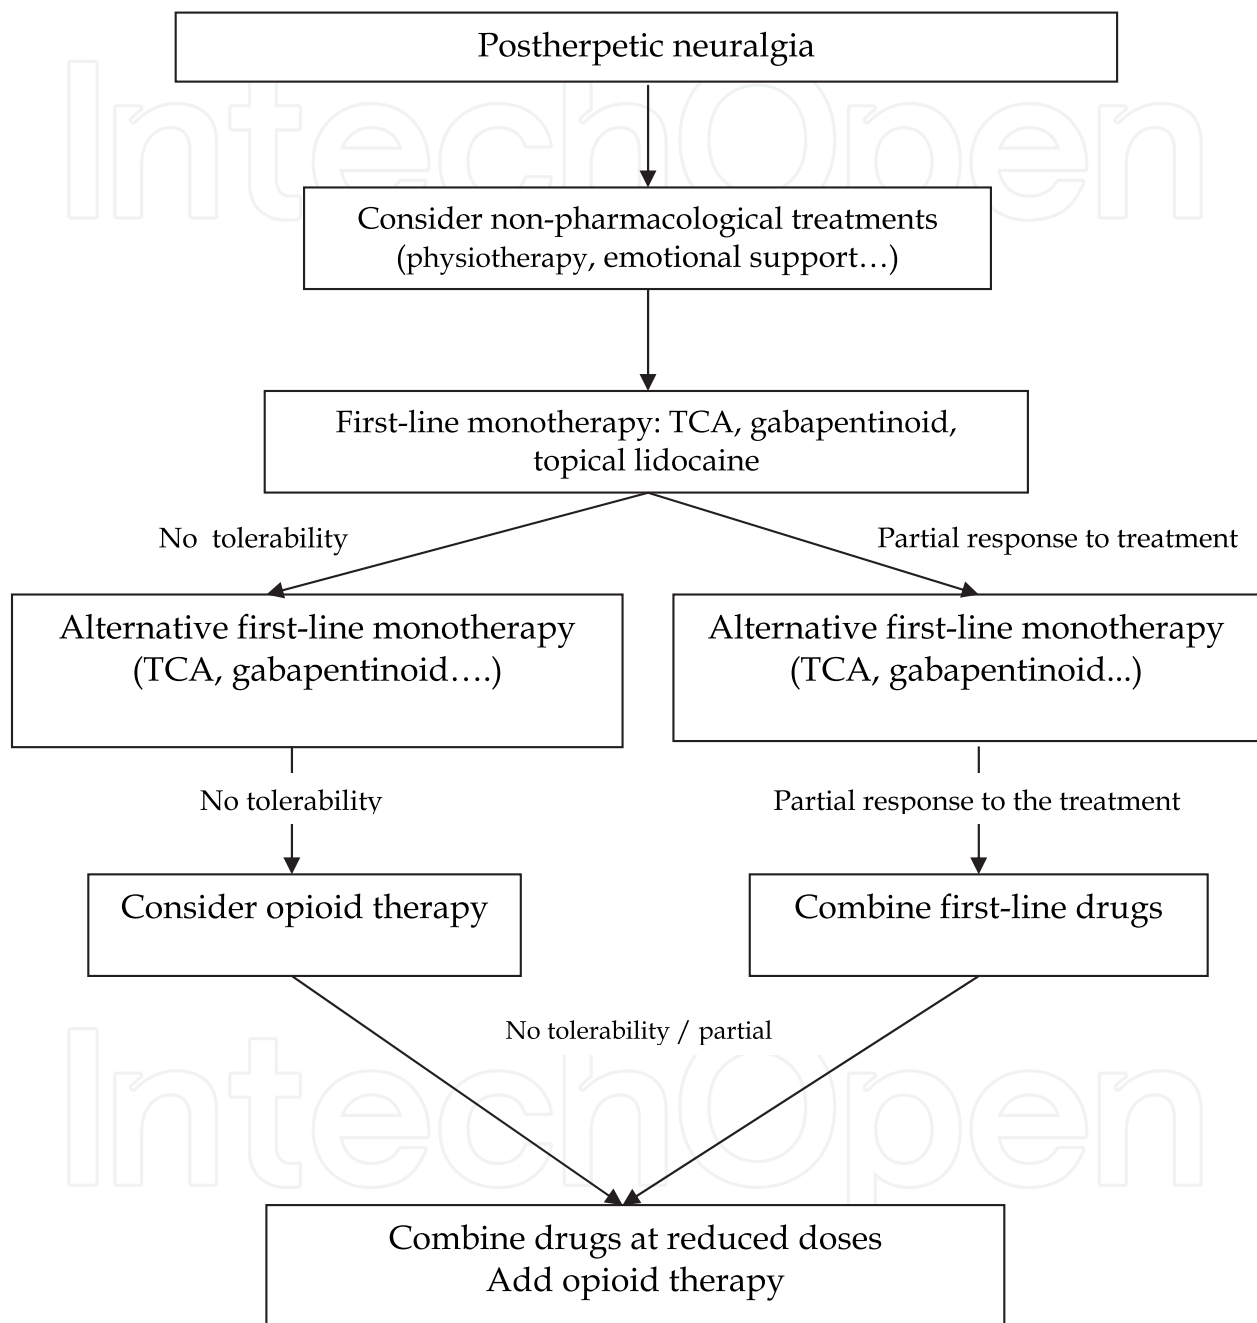 Postherpetic neuralgia
Consider non-pharmacological treatments
(physiotherapy, emotional support…)
First-line monotherapy: TCA, gabapentinoid,
topical lidocaine
No tolerability
Partial response to treatment
Alternative first-line monotherapy
(TCA, gabapentinoid….)
Alternative first-line monotherapy
(TCA, gabapentinoid...)
No tolerability
Partial response to the treatment
Consider opioid therapy
Combine first-line drugs
No tolerability / partial
Combine drugs at reduced doses
Add opioid therapy
IntechOpen
IntechOpen